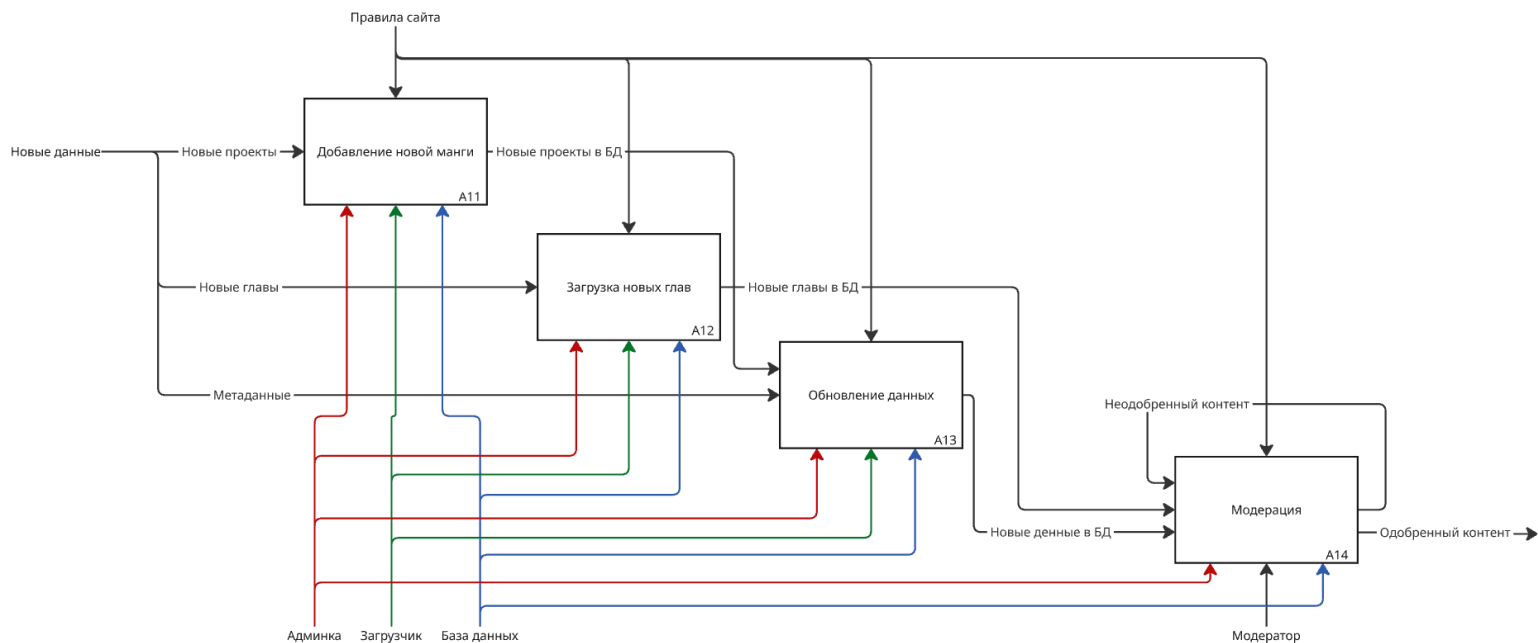 Правила сайта
Новые данные
Новые проекты
Добавление новой манги
A11
Новые проекты в БД
Новые главы
Загрузка новых глав
A12
Новые главы в БД
Метаданные
Обновление данных
A13
Неодобренный контент
Новые денные в БД
Модерация
A14
Одобренный контент
Админка
Загрузчик
База данных
Модератор